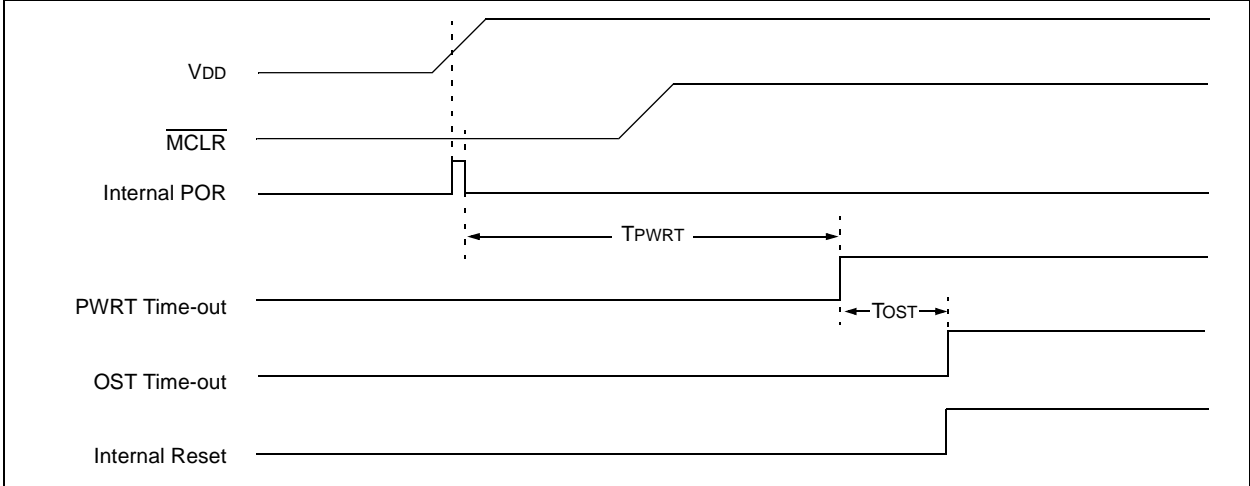 VDD
MCLR
Internal POR
TPWRT
PWRT Time-out
TOST
OST Time-out
Internal Reset